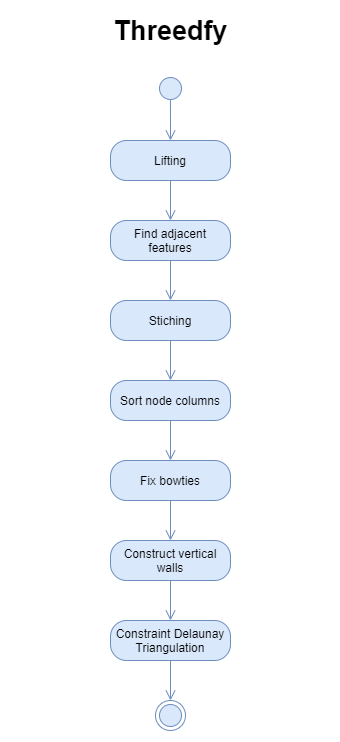 Threedfy
Lifting
Find adjacent
features
Stiching
Sort node columns
Fix bowties
Construct vertical
walls
Constraint Delaunay
Triangulation